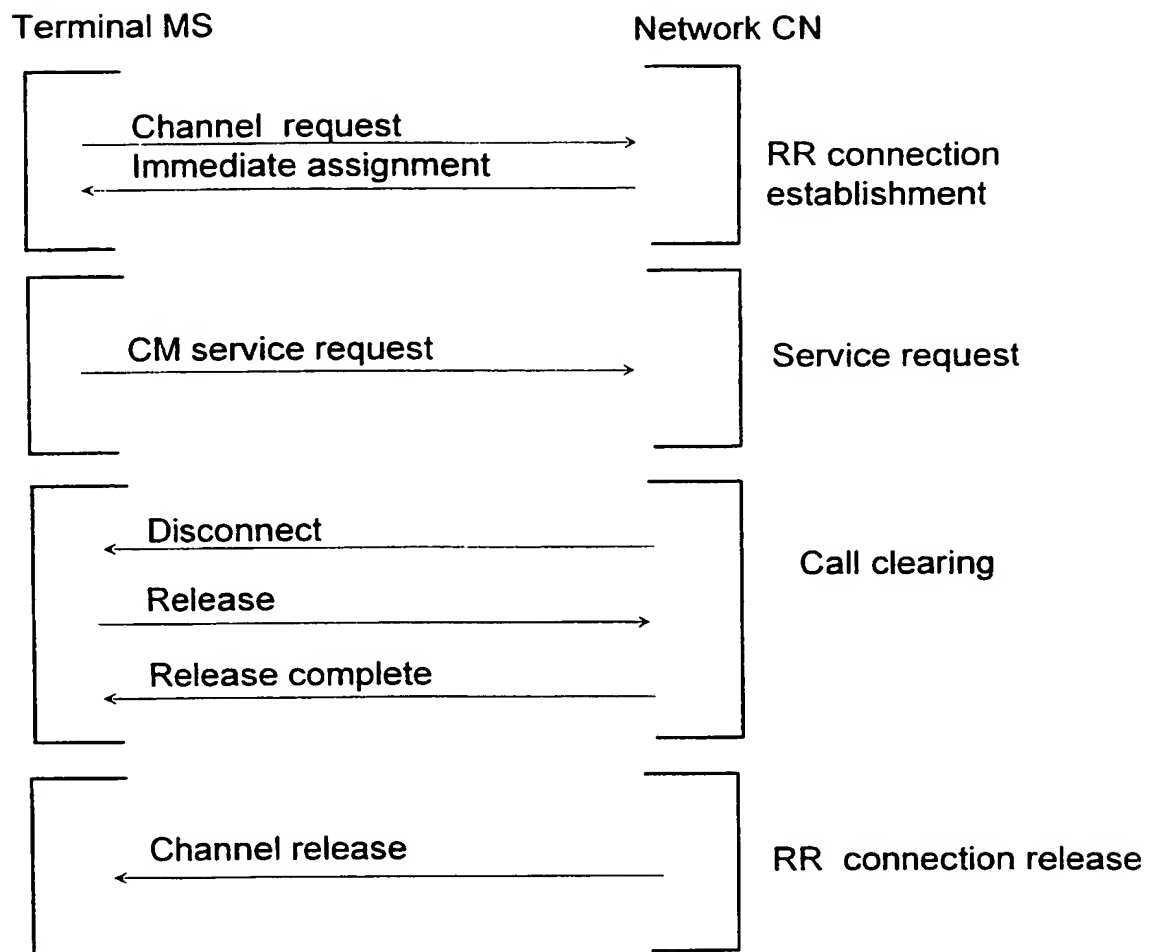 Terminal MS
Network CN
Channel request
Immediate assignment
RR connection
establishment
CM service request
Service request
Disconnect
Call clearing
Release
Release complete
Channel release
RR connection release